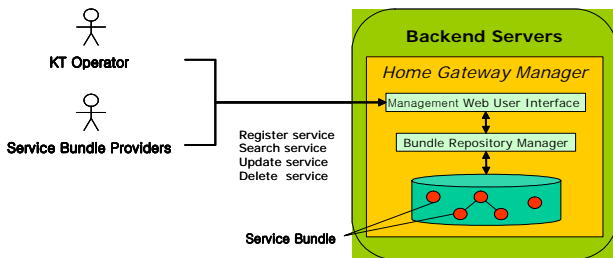 KT Operator
Service Bundle Providers
Register service
Search service
Update service
Delete service
Service Bundle
Backend Servers
Home Gateway Manager
Management Web User Interface
Bundle Repository Manager